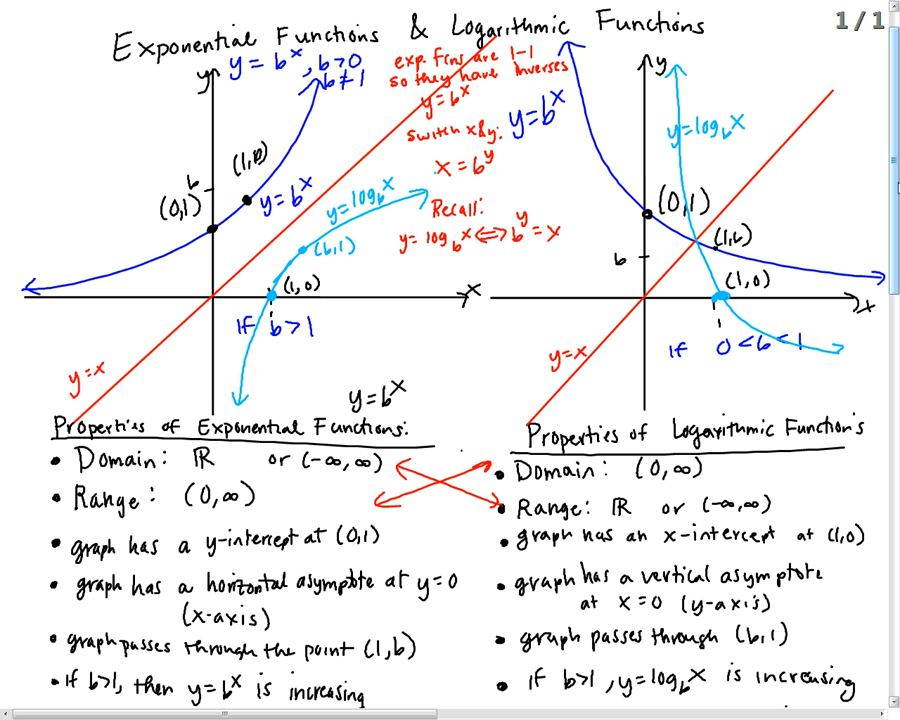 1 / 1
Exponential Functions & Logarithmic Functions
y
y = b^x , b>0
b≠1
exp. fcns are 1-1
so they have inverses
y = b^x
Switch x & y:
x = b^y
Recall:
y = log_b x ⟺ b^y = x
b
(1,b)
(0,1)
y = b^x
y = log_b x
(b,1)
(1,0)
x
If b > 1
y = x
y
y = b^x
y = log_b x
(0,1)
(1,b)
b
(1,0)
x
y = x
If 0 < b < 1
y = b^x
Properties of Exponential Functions:
• Domain: ℝ or (-∞, ∞)
• Range: (0, ∞)
• graph has a y-intercept at (0,1)
• graph has a horizontal asymptote at y=0
(x-axis)
• graph passes through the point (1,b)
• If b>1, then y = b^x is increasing
Properties of Logarithmic Functions
• Domain: (0, ∞)
• Range: ℝ or (-∞, ∞)
• graph has an x-intercept at (1,0)
• graph has a vertical asymptote
at x=0 (y-axis)
• graph passes through (b,1)
• if b>1, y = log_b x is increasing